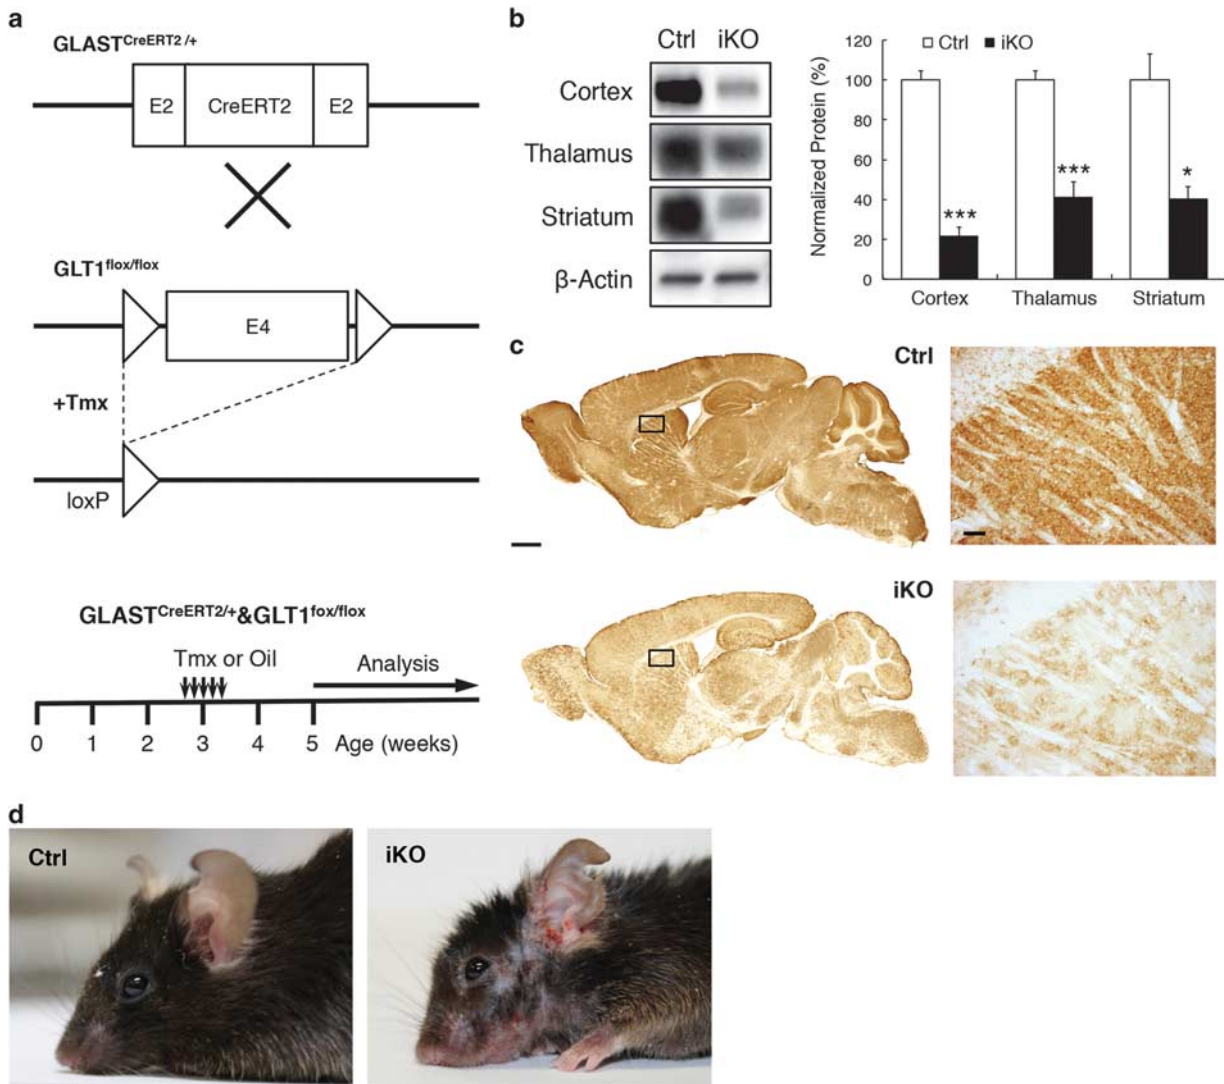 a
GLAST^CreERT2 /+
E2 CreERT2 E2
GLT1^flox/flox
E4
+Tmx
loxP
GLAST^CreERT2/+&GLT1^fox/flox
Tmx or Oil
Analysis
0 1 2 3 4 5 Age (weeks)
b
Ctrl iKO
Cortex
Thalamus
Striatum
β-Actin
Normalized Protein (%)
120
100
80
60
40
20
0
Ctrl iKO
***
***
*
Cortex Thalamus Striatum
c
Ctrl
iKO
d
Ctrl
iKO